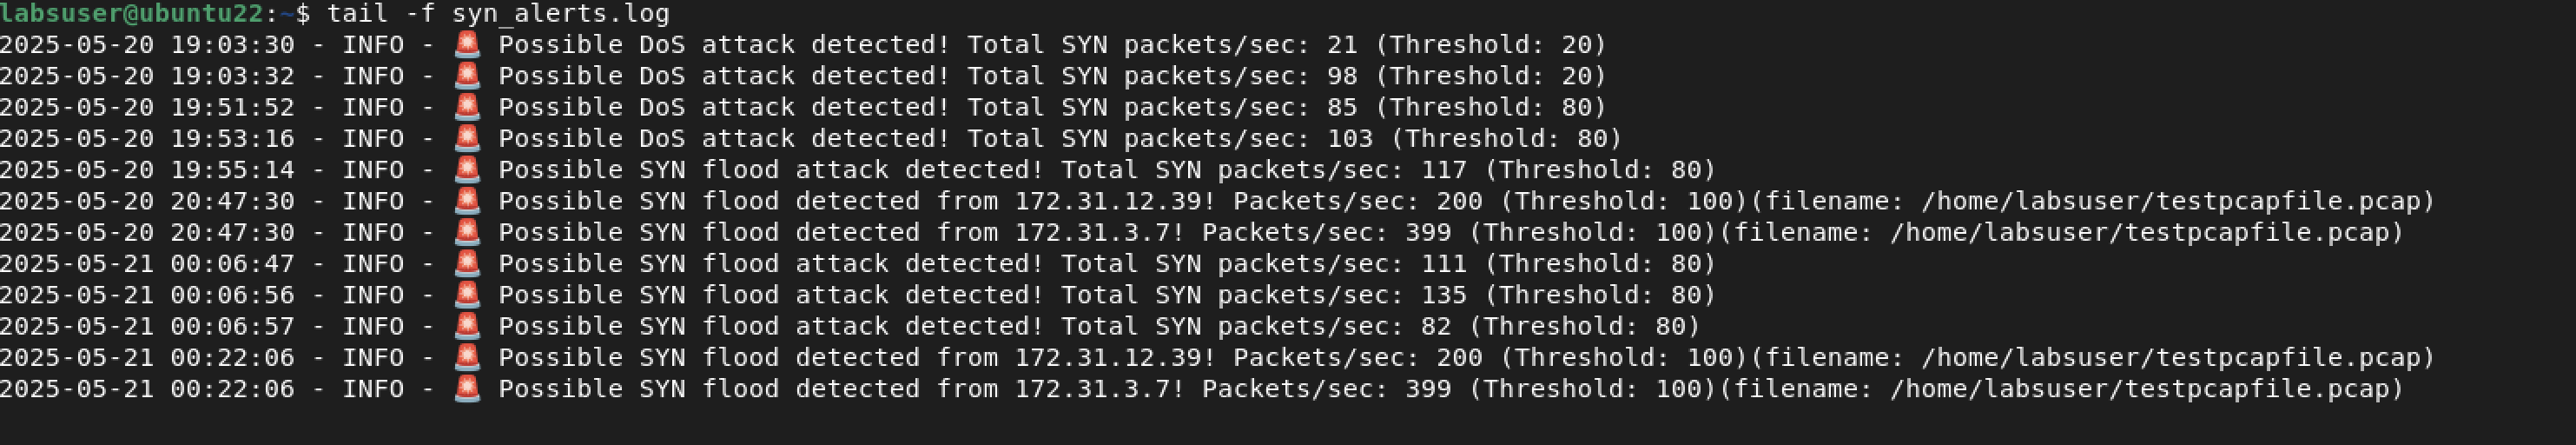 labsuser@ubuntu22:~$ tail -f syn_alerts.log
2025-05-20 19:03:30 - INFO - 🚨 Possible DoS attack detected! Total SYN packets/sec: 21 (Threshold: 20)
2025-05-20 19:03:32 - INFO - 🚨 Possible DoS attack detected! Total SYN packets/sec: 98 (Threshold: 20)
2025-05-20 19:51:52 - INFO - 🚨 Possible DoS attack detected! Total SYN packets/sec: 85 (Threshold: 80)
2025-05-20 19:53:16 - INFO - 🚨 Possible DoS attack detected! Total SYN packets/sec: 103 (Threshold: 80)
2025-05-20 19:55:14 - INFO - 🚨 Possible SYN flood attack detected! Total SYN packets/sec: 117 (Threshold: 80)
2025-05-20 20:47:30 - INFO - 🚨 Possible SYN flood detected from 172.31.12.39! Packets/sec: 200 (Threshold: 100)(filename: /home/labsuser/testpcapfile.pcap)
2025-05-20 20:47:30 - INFO - 🚨 Possible SYN flood detected from 172.31.3.7! Packets/sec: 399 (Threshold: 100)(filename: /home/labsuser/testpcapfile.pcap)
2025-05-21 00:06:47 - INFO - 🚨 Possible SYN flood attack detected! Total SYN packets/sec: 111 (Threshold: 80)
2025-05-21 00:06:56 - INFO - 🚨 Possible SYN flood attack detected! Total SYN packets/sec: 135 (Threshold: 80)
2025-05-21 00:06:57 - INFO - 🚨 Possible SYN flood attack detected! Total SYN packets/sec: 82 (Threshold: 80)
2025-05-21 00:22:06 - INFO - 🚨 Possible SYN flood detected from 172.31.12.39! Packets/sec: 200 (Threshold: 100)(filename: /home/labsuser/testpcapfile.pcap)
2025-05-21 00:22:06 - INFO - 🚨 Possible SYN flood detected from 172.31.3.7! Packets/sec: 399 (Threshold: 100)(filename: /home/labsuser/testpcapfile.pcap)